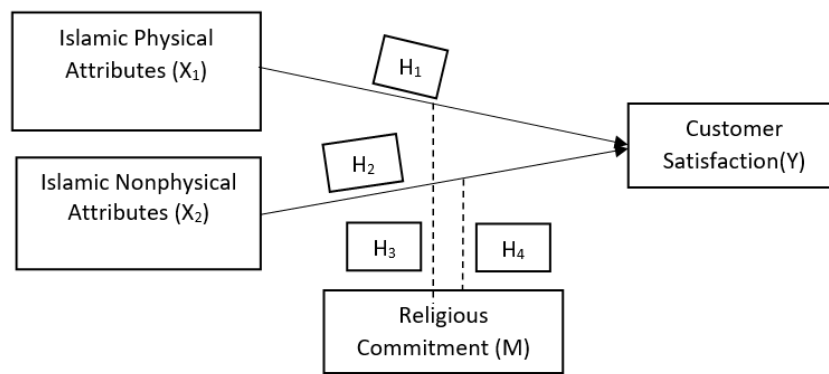 Islamic Physical
Attributes (X₁)
H₁
Customer
Satisfaction(Y)
H₂
Islamic Nonphysical
Attributes (X₂)
H₃
H₄
Religious
Commitment (M)